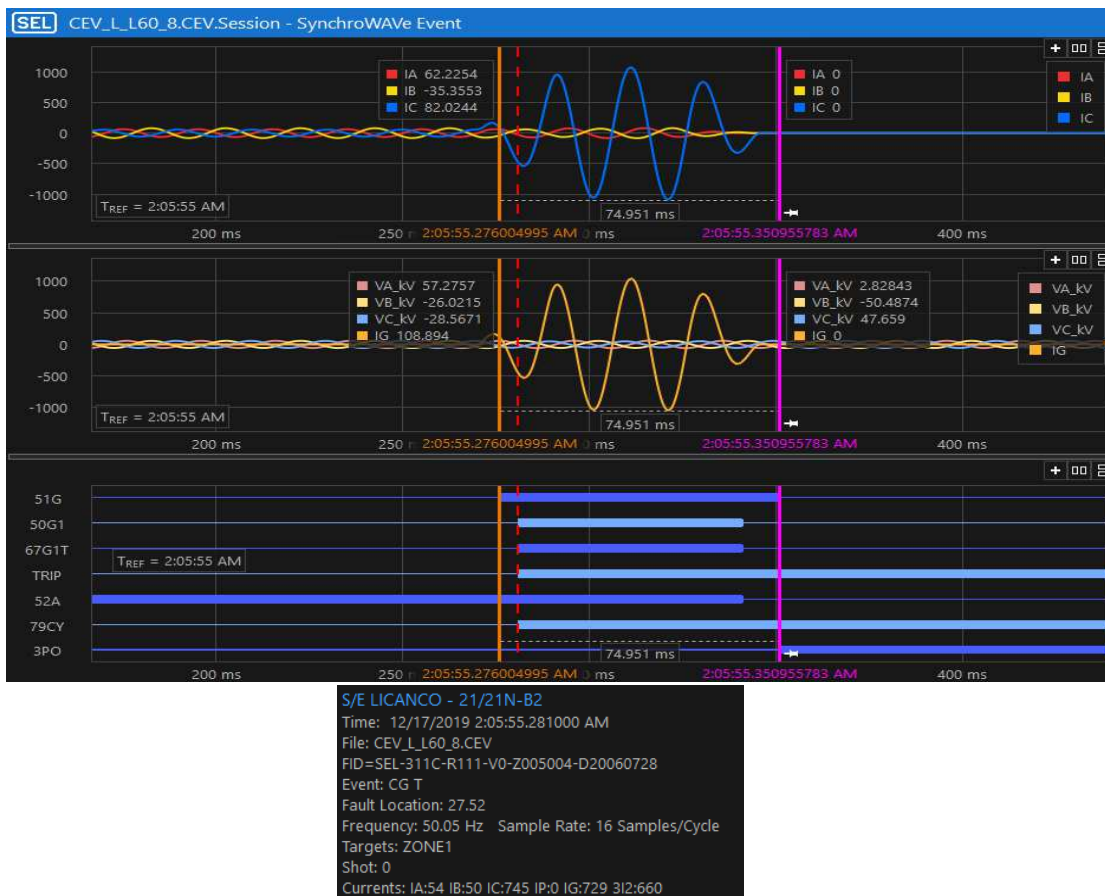 SEL CEV_L_L60_8.CEV.Session - SynchroWAVe Event
1000
500
0
-500
-1000
IA 62.2254
IB -35.3553
IC 82.0244
IA 0
IB 0
IC 0
IA
IB
IC
TREF = 2:05:55 AM
74.951 ms
200 ms 250 2:05:55.276004995 AM ms 2:05:55.350955783 AM 400 ms
1000
500
0
-500
-1000
VA_kV 57.2757
VB_kV -26.0215
VC_kV -28.5671
IG 108.894
VA_kV 2.82843
VB_kV -50.4874
VC_kV 47.659
IG 0
VA_kV
VB_kV
VC_kV
IG
TREF = 2:05:55 AM
74.951 ms
200 ms 250 2:05:55.276004995 AM ms 2:05:55.350955783 AM 400 ms
51G
50G1
67G1T
TREF = 2:05:55 AM
TRIP
52A
79CY
3PO
74.951 ms
200 ms 250 2:05:55.276004995 AM ms 2:05:55.350955783 AM 400 ms
S/E LICANCO - 21/21N-B2
Time: 12/17/2019 2:05:55.281000 AM
File: CEV_L_L60_8.CEV
FID=SEL-311C-R111-V0-Z005004-D20060728
Event: CG T
Fault Location: 27.52
Frequency: 50.05 Hz Sample Rate: 16 Samples/Cycle
Targets: ZONE1
Shot: 0
Currents: IA:54 IB:50 IC:745 IP:0 IG:729 3I2:660